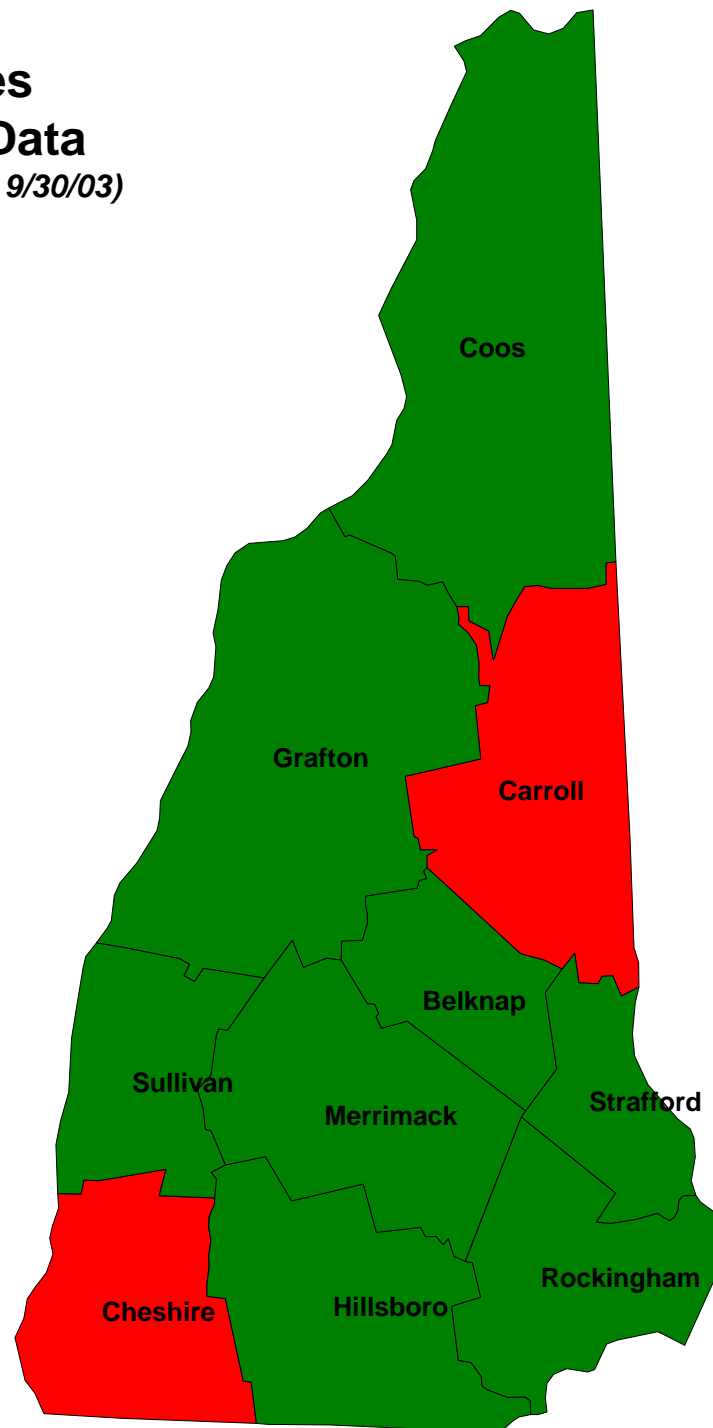 es
Data
9/30/03)
Coos
Grafton
Carroll
Belknap
Sullivan
Strafford
Merrimack
Rockingham
Hillsboro
Cheshire